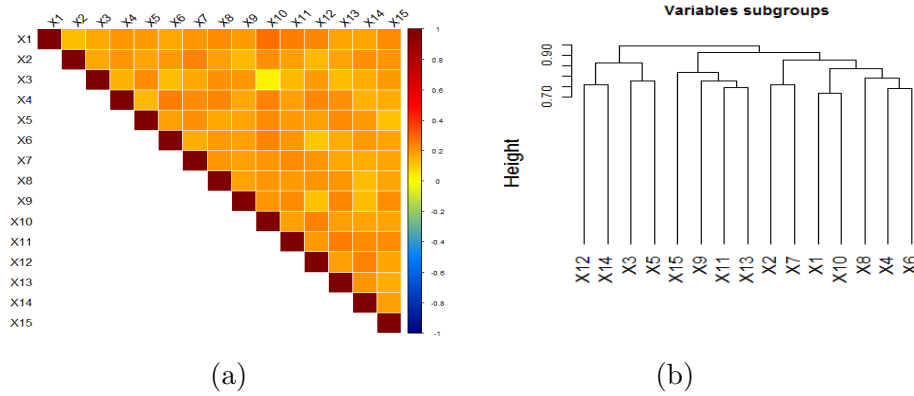 X1 X2 X3 X4 X5 X6 X7 X8 X9 X10 X11 X12 X13 X14 X15
X1
X2
X3
X4
X5
X6
X7
X8
X9
X10
X11
X12
X13
X14
X15
1
0.8
0.6
0.4
0.2
0
-0.2
-0.4
-0.6
-0.8
-1
(a)
Variables subgroups
Height
0.90
0.70
X12 X14 X3 X5 X15 X9 X11 X13 X2 X7 X1 X10 X8 X4 X6
(b)